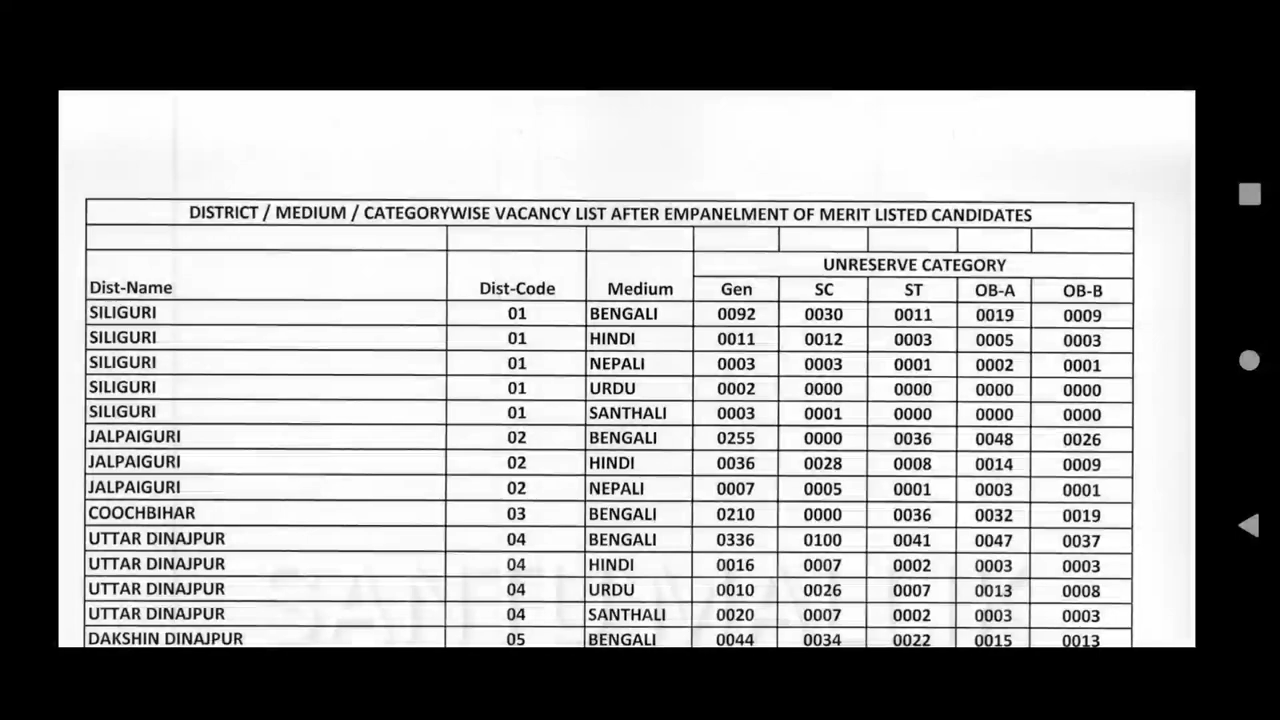 DISTRICT / MEDIUM / CATEGORYWISE VACANCY LIST AFTER EMPANELMENT OF MERIT LISTED CANDIDATES
UNRESERVE CATEGORY
Dist-Name Dist-Code Medium Gen SC ST OB-A OB-B
SILIGURI 01 BENGALI 0092 0030 0011 0019 0009
SILIGURI 01 HINDI 0011 0012 0003 0005 0003
SILIGURI 01 NEPALI 0003 0003 0001 0002 0001
SILIGURI 01 URDU 0002 0000 0000 0000 0000
SILIGURI 01 SANTHALI 0003 0001 0000 0000 0000
JALPAIGURI 02 BENGALI 0255 0000 0036 0048 0026
JALPAIGURI 02 HINDI 0036 0028 0008 0014 0009
JALPAIGURI 02 NEPALI 0007 0005 0001 0003 0001
COOCHBIHAR 03 BENGALI 0210 0000 0036 0032 0019
UTTAR DINAJPUR 04 BENGALI 0336 0100 0041 0047 0037
UTTAR DINAJPUR 04 HINDI 0016 0007 0002 0003 0003
UTTAR DINAJPUR 04 URDU 0010 0026 0007 0013 0008
UTTAR DINAJPUR 04 SANTHALI 0020 0007 0002 0003 0003
DAKSHIN DINAJPUR 05 BENGALI 0044 0034 0022 0015 0013